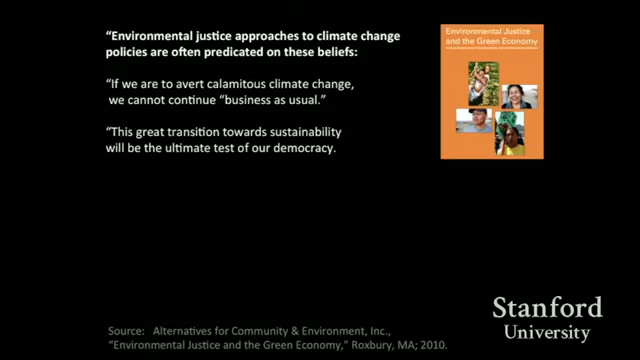 “Environmental justice approaches to climate change
policies are often predicated on these beliefs:
“If we are to avert calamitous climate change,
we cannot continue “business as usual.”
“This great transition towards sustainability
will be the ultimate test of our democracy.
Environmental Justice
and the Green Economy
Source: Alternatives for Community & Environment, Inc.,
“Environmental Justice and the Green Economy,” Roxbury, MA; 2010.
Stanford
University